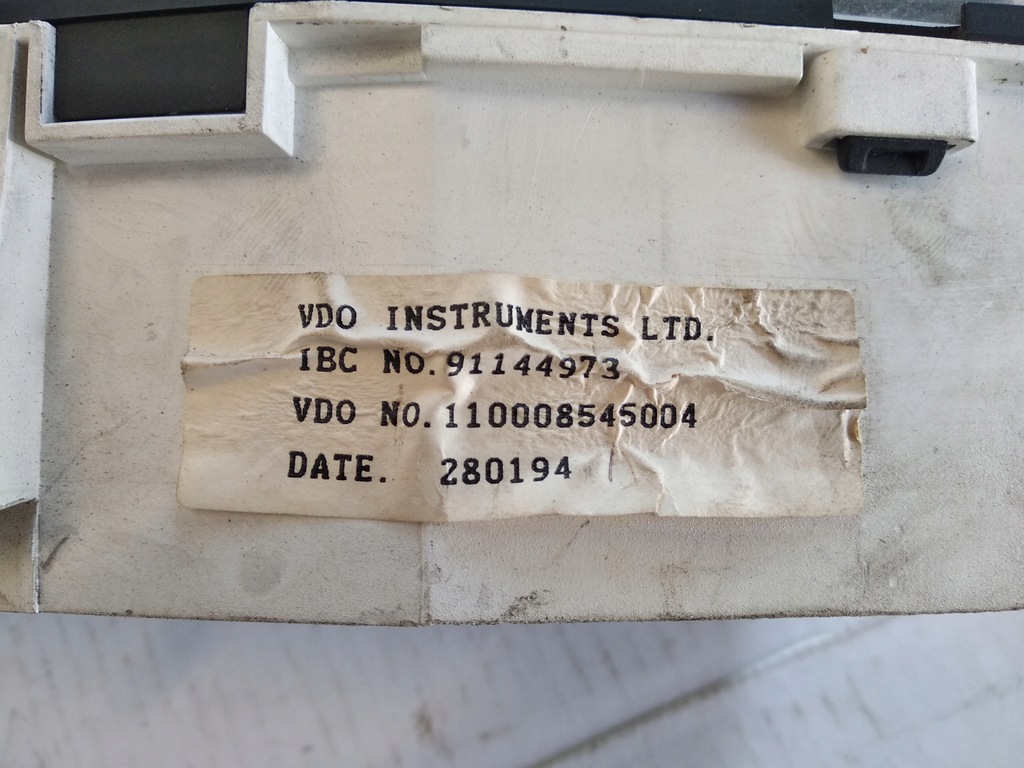 VDO INSTRUMENTS LTD.
IBC NO.91144973
VDO NO.110008545004
DATE. 280194